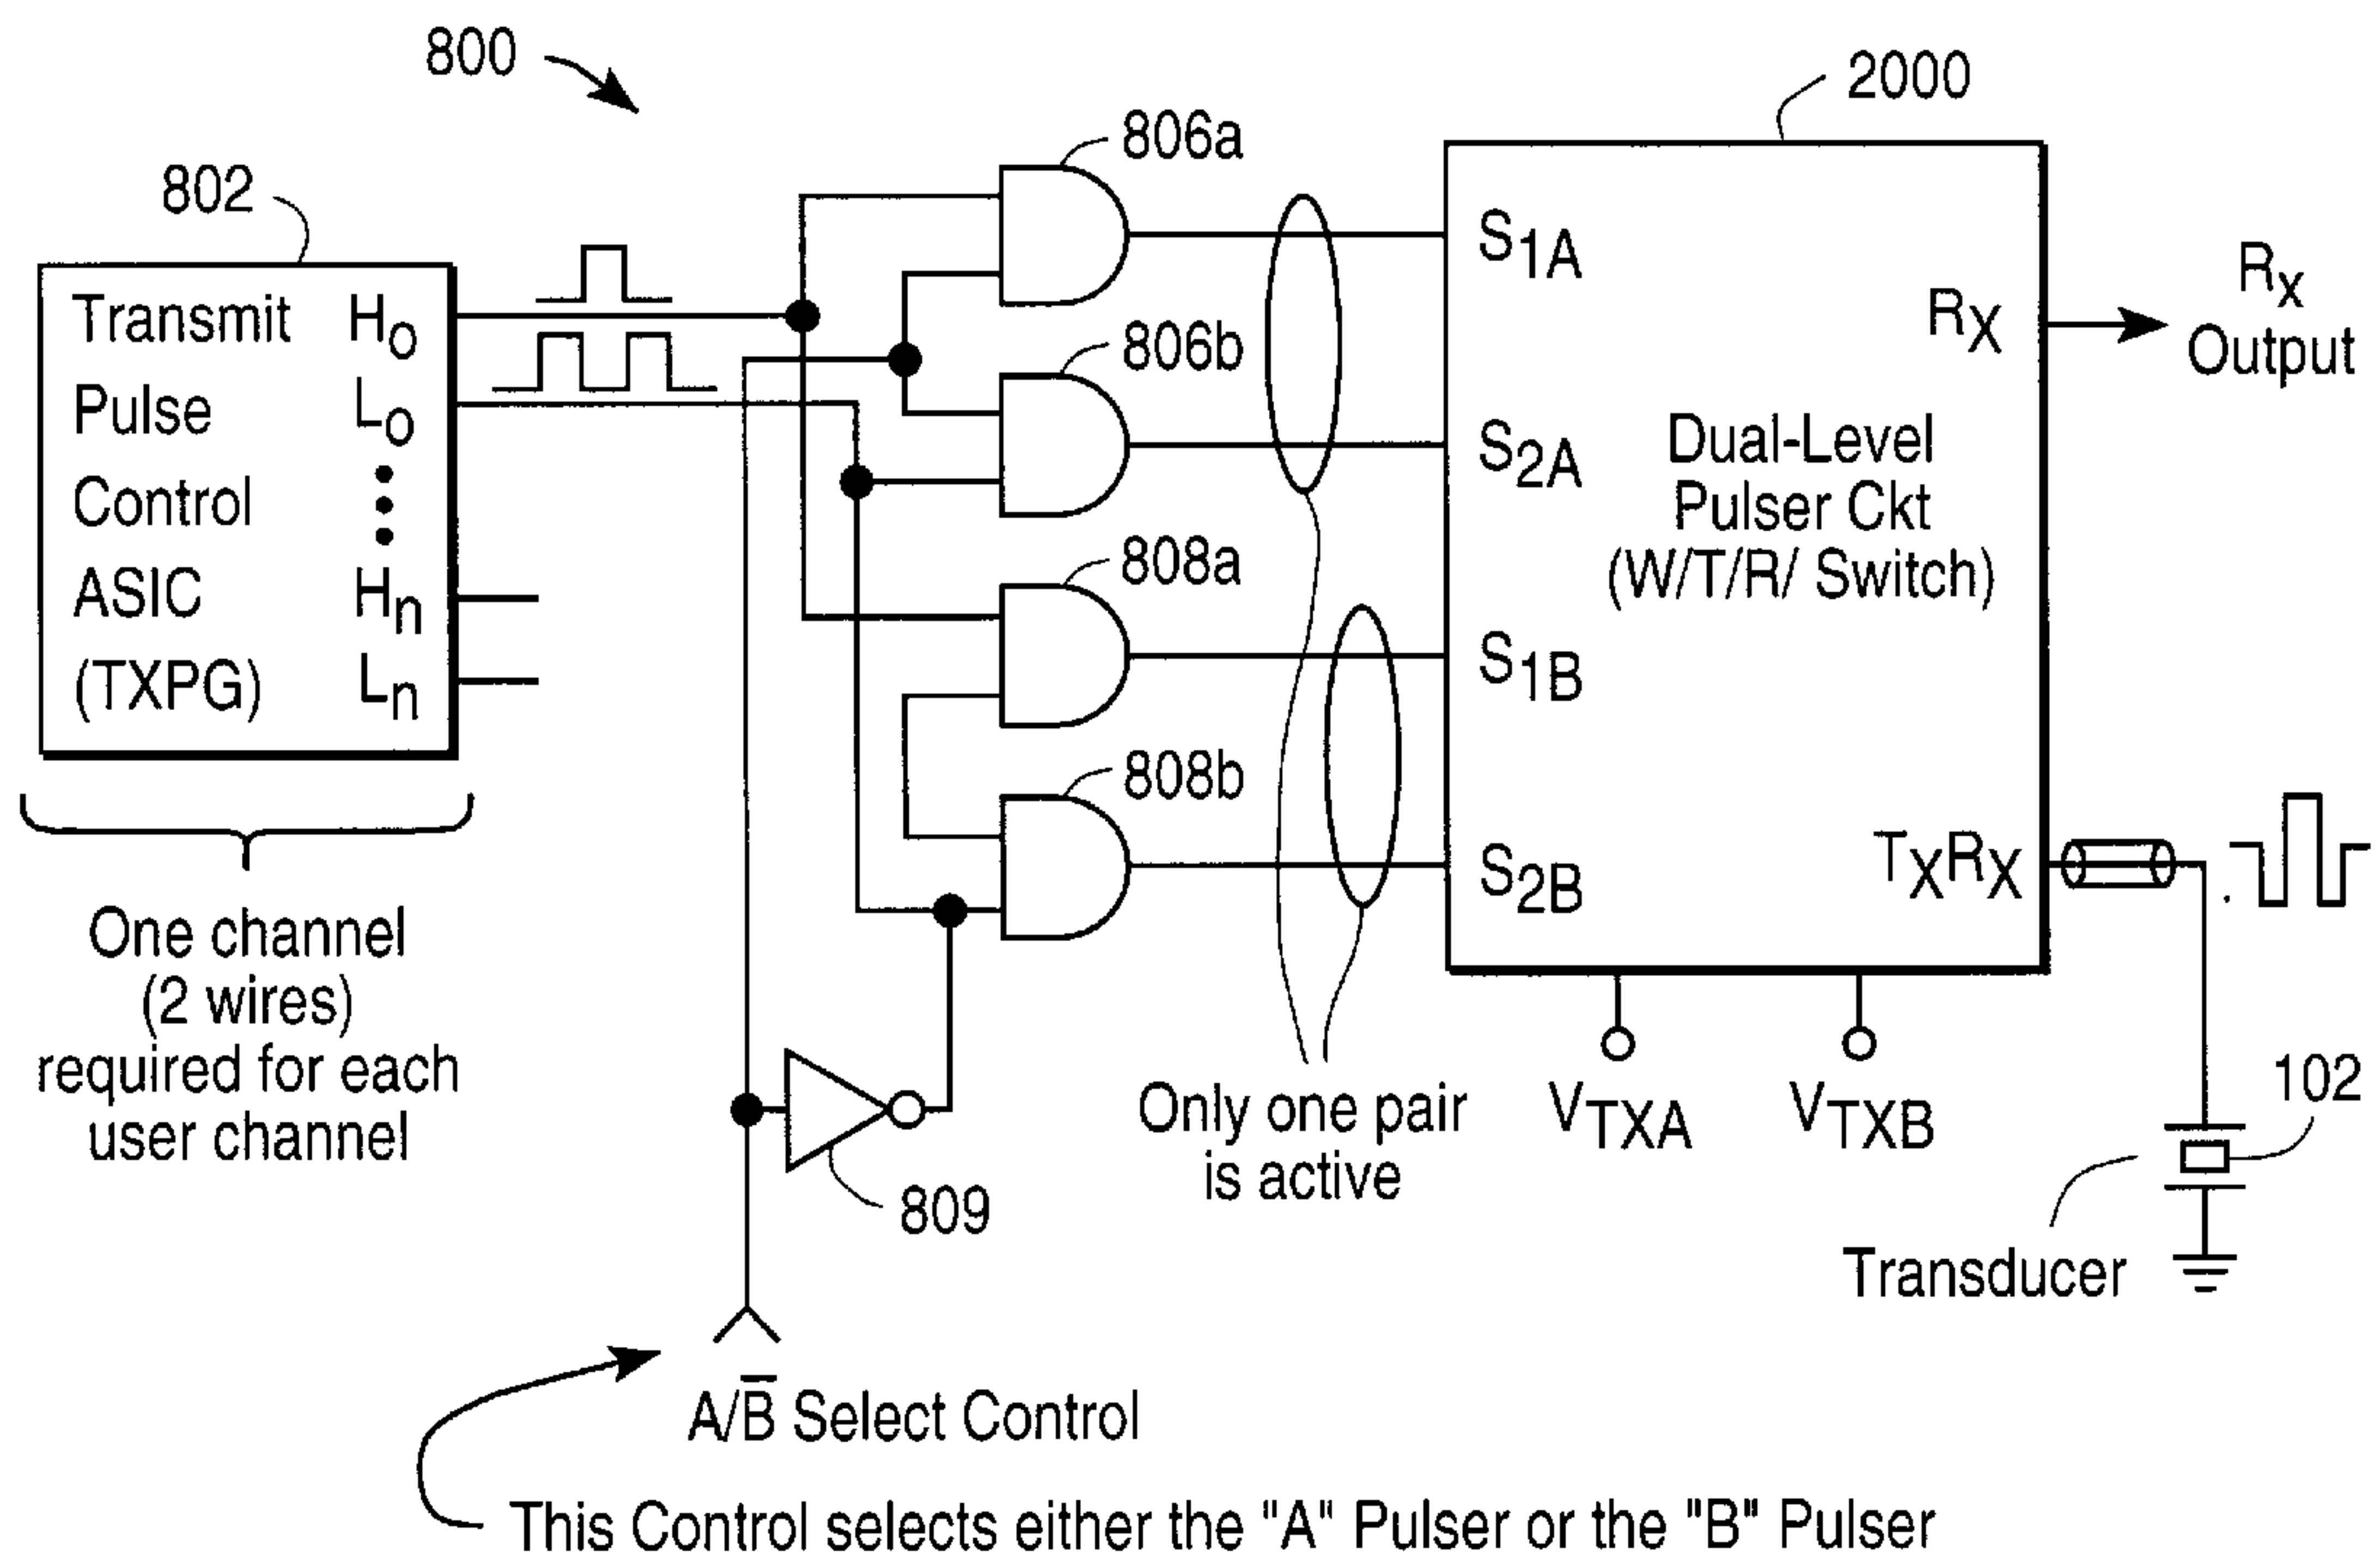 800
2000
806a
802
S1A
RX
RX
Output
Transmit HO
806b
Pulse LO
S2A
Dual-Level
Pulser Ckt
(W/T/R/ Switch)
Control
808a
ASIC Hn
(TXPG) Ln
S1B
808b
S2B
TXRX
One channel
(2 wires)
required for each
user channel
Only one pair
is active
VTXA
VTXB
102
809
Transducer
A/B̅ Select Control
This Control selects either the "A" Pulser or the "B" Pulser